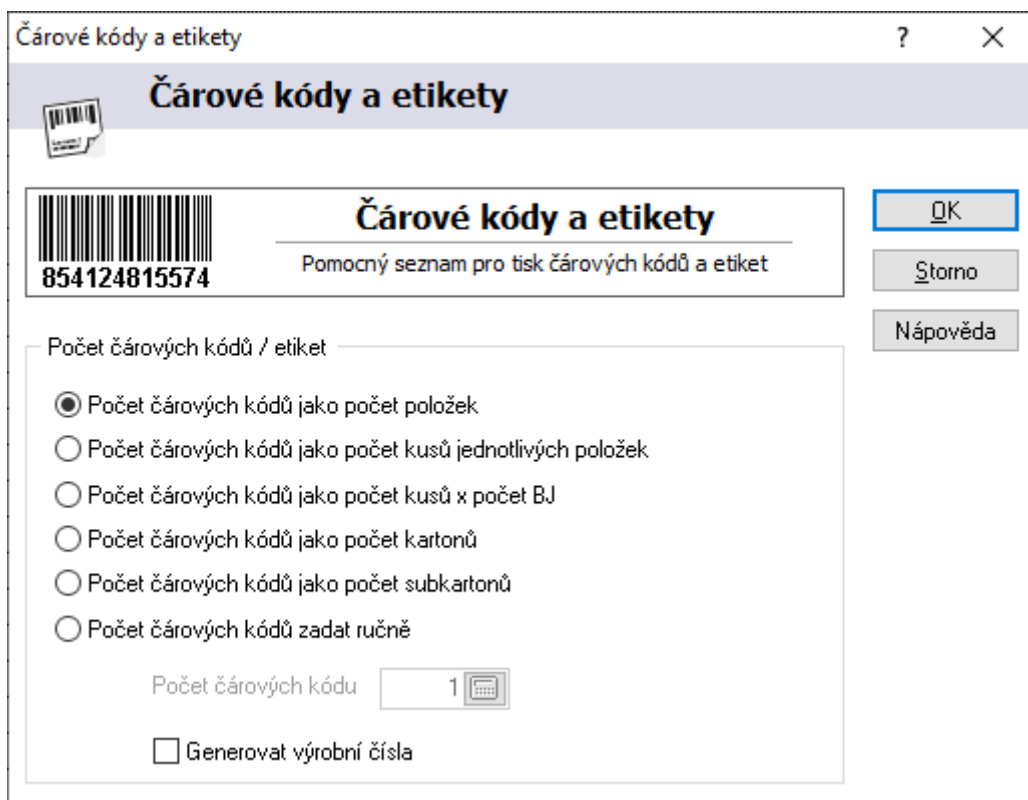 Čárové kódy a etikety
?
Čárové kódy a etikety
Čárové kódy a etikety
854124815574
Pomocný seznam pro tisk čárových kódů a etiket
OK
Storno
Nápověda
Počet čárových kódů / etiket
Počet čárových kódů jako počet položek
Počet čárových kódů jako počet kusů jednotlivých položek
Počet čárových kódů jako počet kusů x počet BJ
Počet čárových kódů jako počet kartonů
Počet čárových kódů jako počet subkartonů
Počet čárových kódů zadat ručně
Počet čárových kódu 1
Generovat výrobní čísla